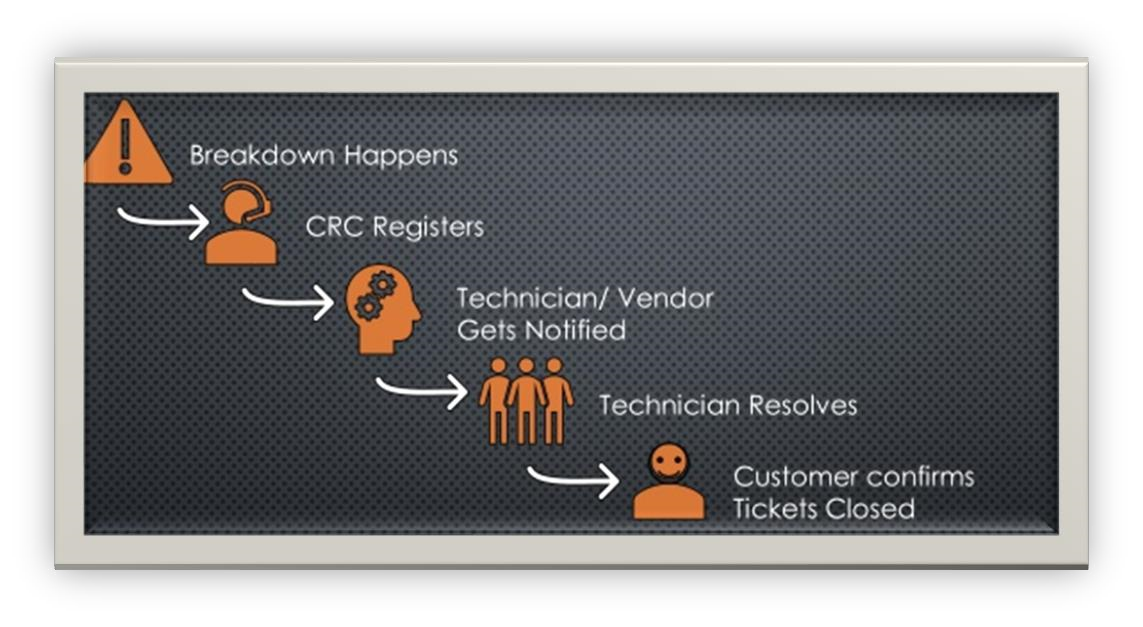 Breakdown Happens
CRC Registers
Technician/ Vendor
Gets Notified
Technician Resolves
Customer confirms
Tickets Closed